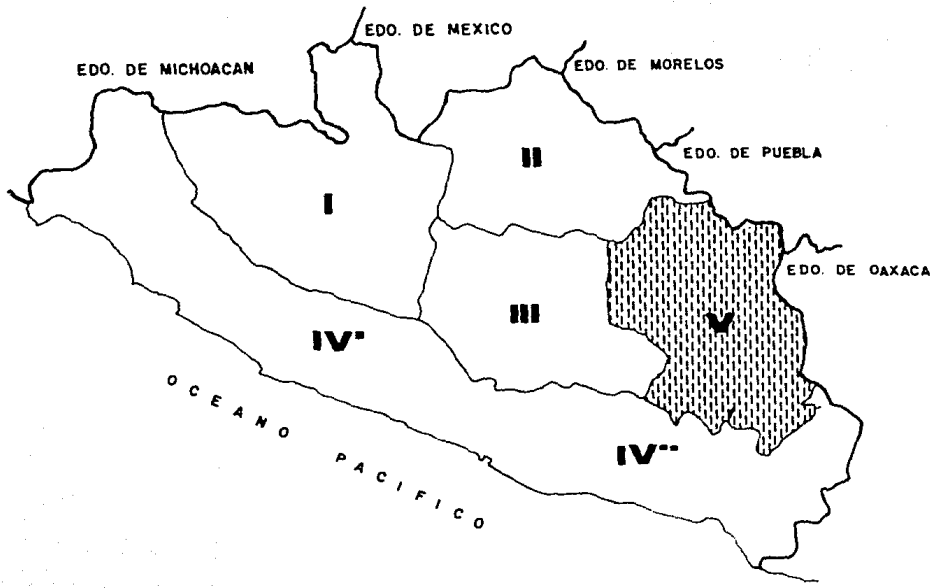 EDO. DE MEXICO
EDO. DE MICHOACAN
EDO. DE MORELOS
II
EDO. DE PUEBLA
I
EDO. DE OAXACA
III
V
IV"
OCEANO PACIFICO
IV--